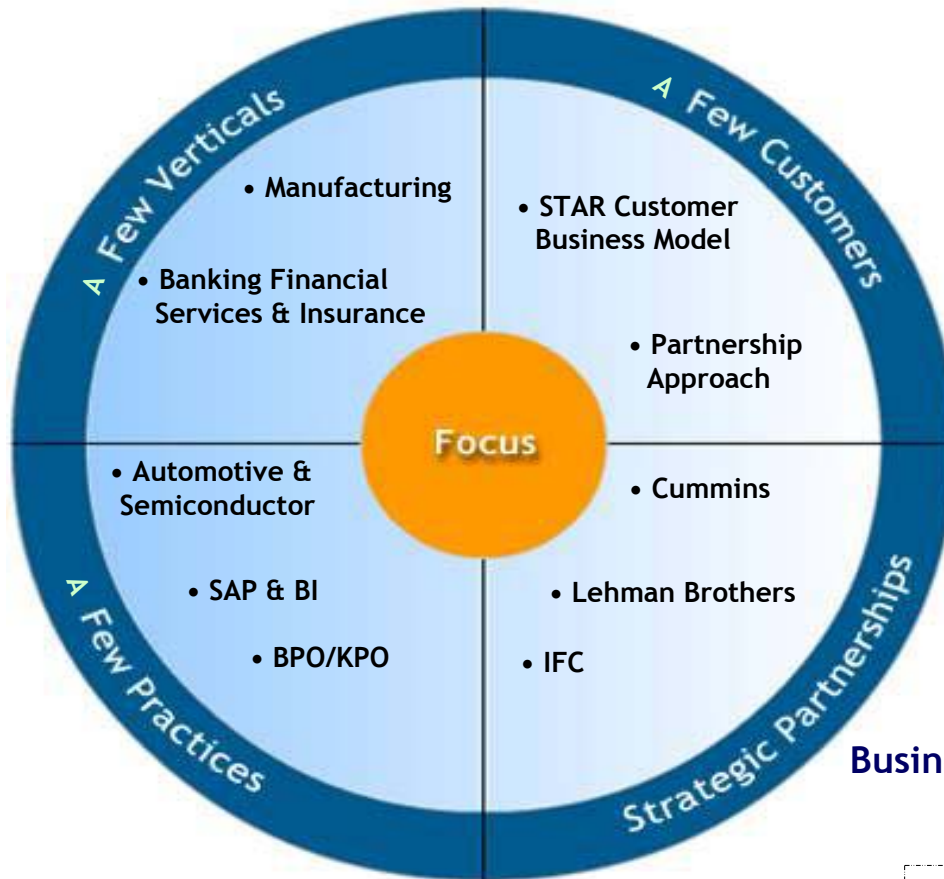 A Few Verticals
• Manufacturing
• Banking Financial
Services & Insurance
A Few Customers
• STAR Customer
Business Model
• Partnership
Approach
Focus
A Few Practices
• Automotive &
Semiconductor
• SAP & BI
• BPO/KPO
Strategic Partnerships
• Cummins
• Lehman Brothers
• IFC
Busin